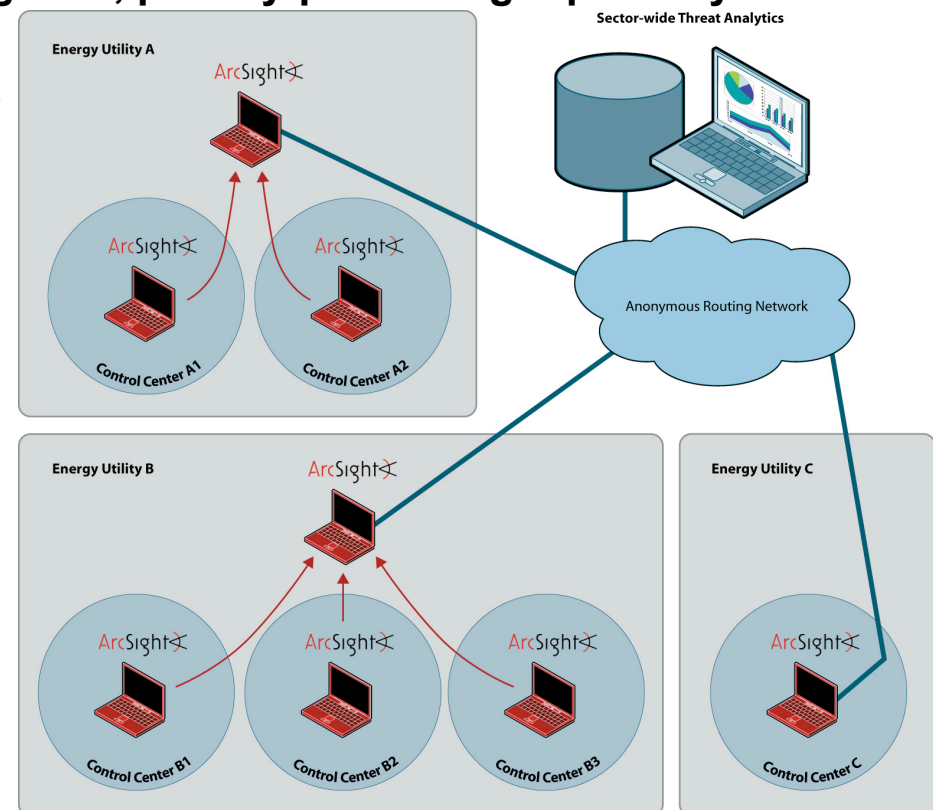 Sector-wide Threat Analytics
Energy Utility A
ArcSight
ArcSight
ArcSight
Control Center A1
Control Center A2
Anonymous Routing Network
Energy Utility B
ArcSight
ArcSight
ArcSight
ArcSight
Control Center B1
Control Center B2
Control Center B3
Energy Utility C
ArcSight
Control Center C